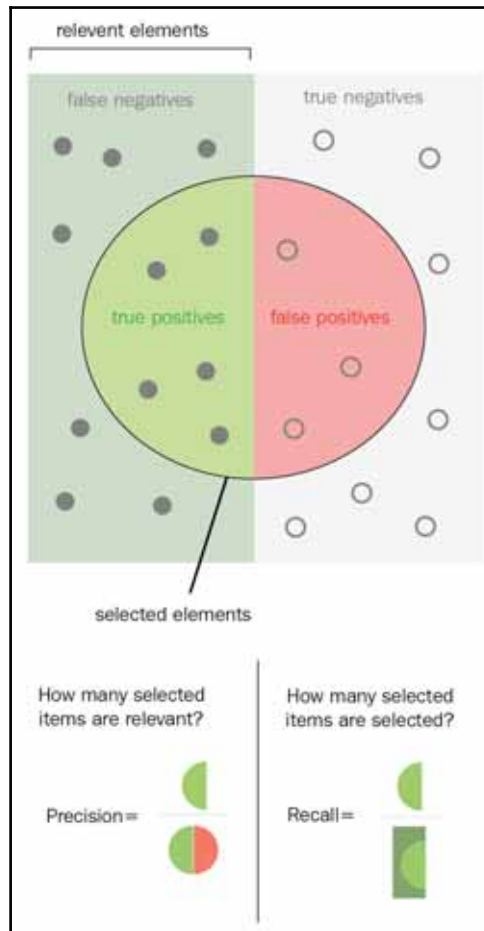 relevent elements
false negatives
true negatives
true positives
false positives
selected elements
How many selected
items are relevant?
Precision=
How many selected
items are selected?
Recall=